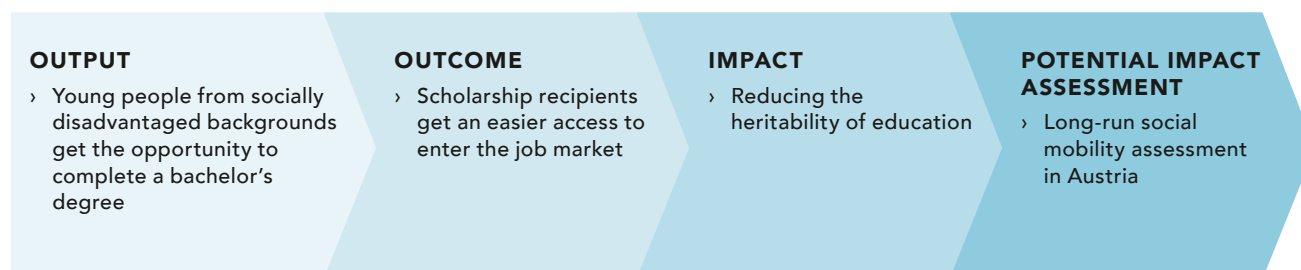 OUTPUT
› Young people from socially
disadvantaged backgrounds
get the opportunity to
complete a bachelor's
degree
OUTCOME
› Scholarship recipients
get an easier access to
enter the job market
IMPACT
› Reducing the
heritability of education
POTENTIAL IMPACT
ASSESSMENT
› Long-run social
mobility assessment
in Austria